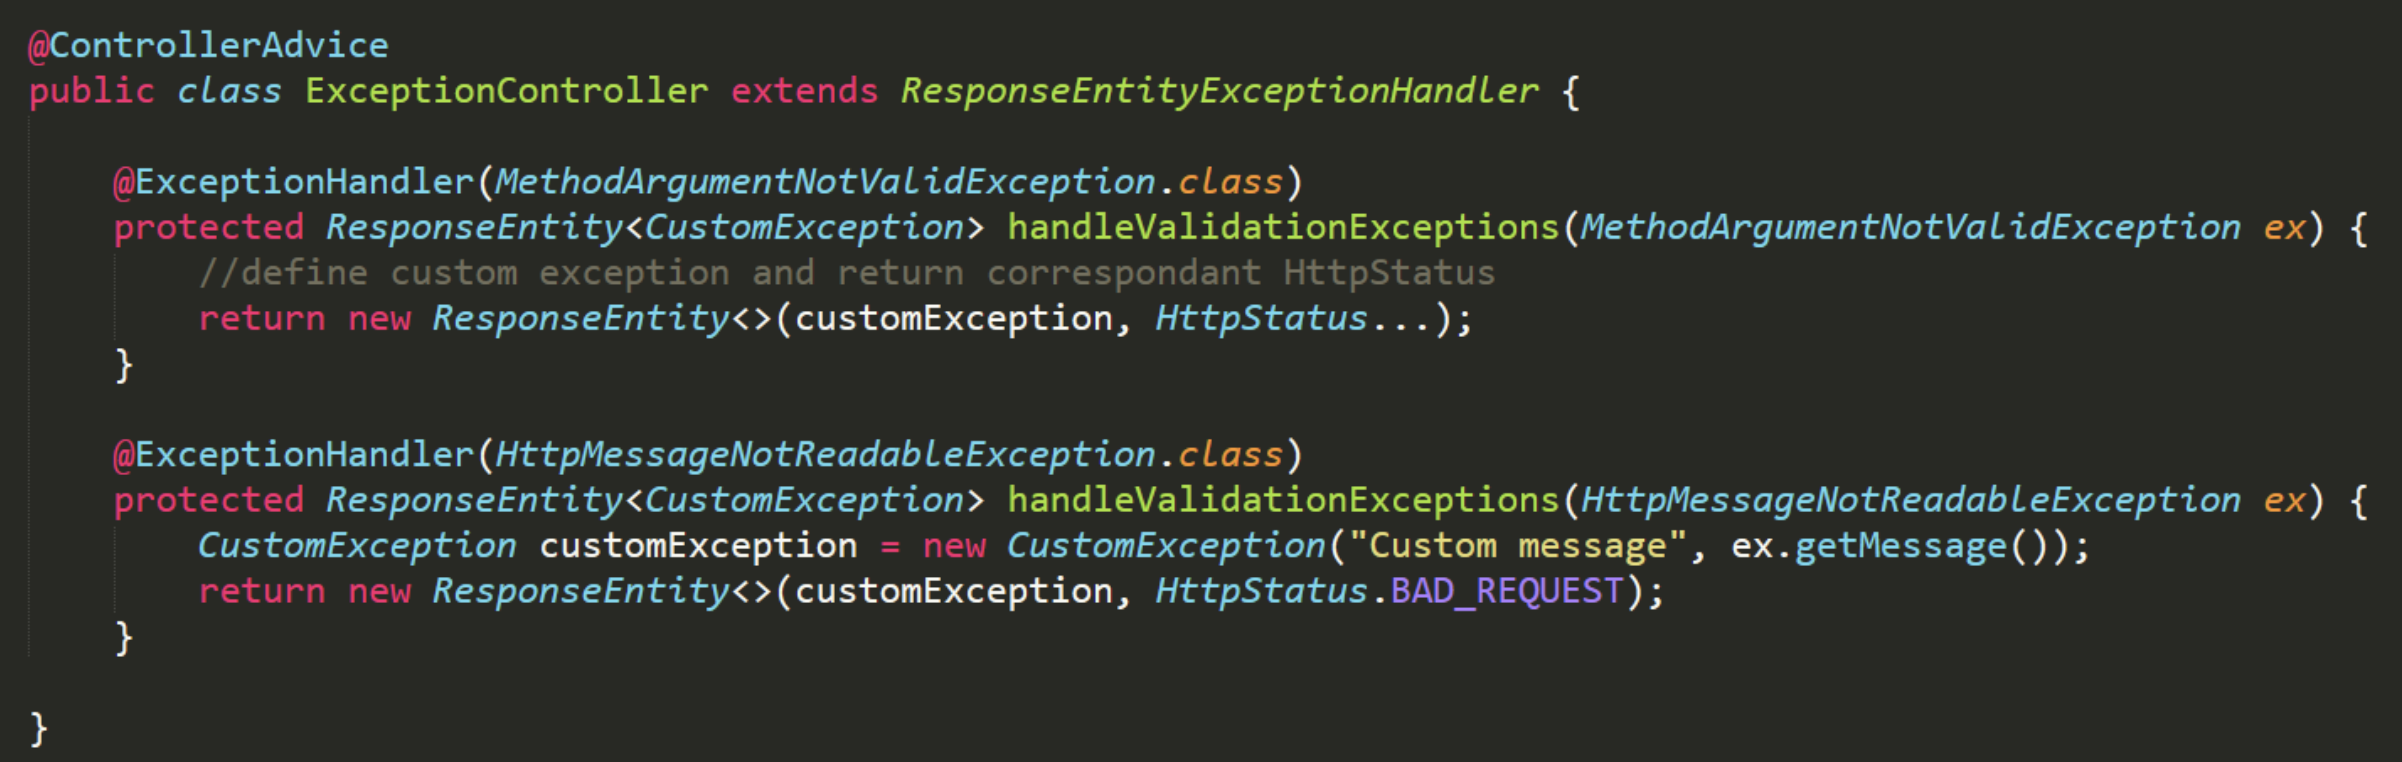 @ControllerAdvice
public class ExceptionController extends ResponseEntityExceptionHandler {
@ExceptionHandler(MethodArgumentNotValidException.class)
protected ResponseEntity<CustomException> handleValidationExceptions(MethodArgumentNotValidException ex) {
//define custom exception and return correspondant HttpStatus
return new ResponseEntity<>(customException, HttpStatus...);
}
@ExceptionHandler(HttpMessageNotReadableException.class)
protected ResponseEntity<CustomException> handleValidationExceptions(HttpMessageNotReadableException ex) {
CustomException customException = new CustomException("Custom message", ex.getMessage());
return new ResponseEntity<>(customException, HttpStatus.BAD_REQUEST);
}
}